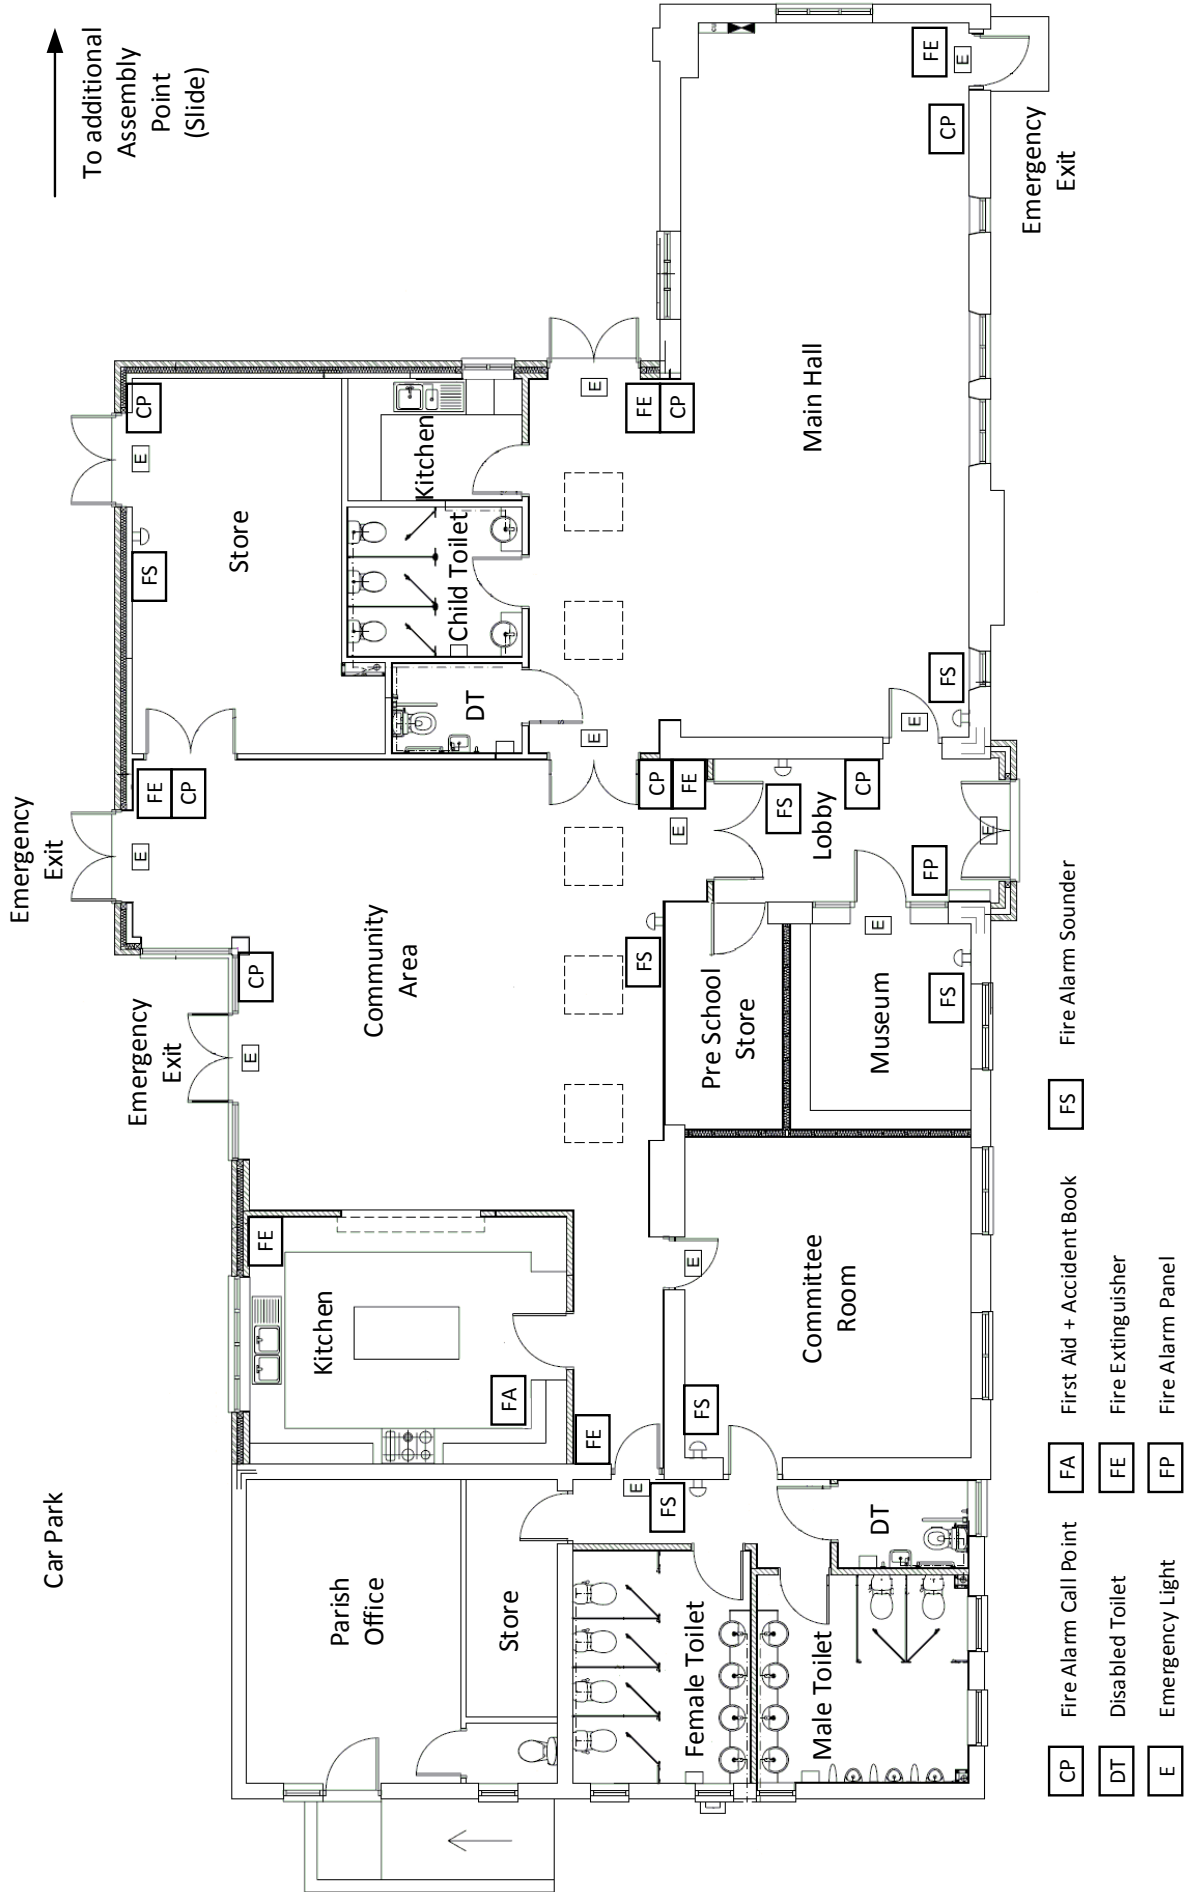 Emergency
Exit
Car Park
To additional
Assembly
Point
(Slide)
Emergency
Exit
E
E
CP
FS
FE
CP
Store
E
CP
FE
Kitchen
Parish
Office
Community
Area
Kitchen
Child Toilet
DT
FA
Store
FE
E
E
E
FS
FE
CP
CP
FE
FS
E
E
FS
Female Toilet
Pre School
Store
FS
Committee
Room
Main Hall
Lobby
Male Toilet
CP
DT
Museum
E
E
FP
FE
FS
FS
CP
E
E
Emergency
Exit
CP Fire Alarm Call Point
FA First Aid + Accident Book
FS Fire Alarm Sounder
DT Disabled Toilet
FE Fire Extinguisher
E Emergency Light
FP Fire Alarm Panel